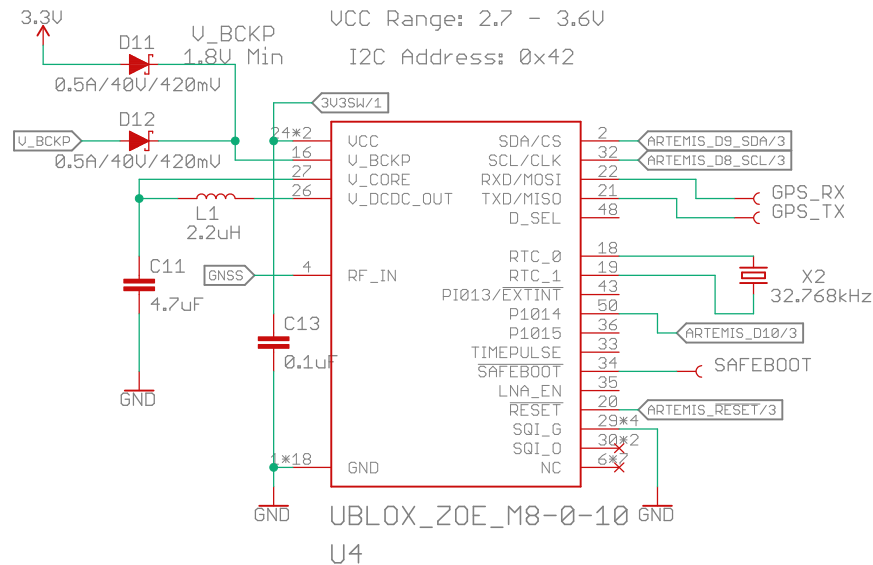 3.3V
VCC Range: 2.7 - 3.6V
D11
V_BCKP
1.8V Min
I2C Address: 0x42
0.5A/40V/420mV
3V3SW/1
D12
V_BCKP
0.5A/40V/420mV
24*2
VCC
16
V_BCKP
27
V_CORE
26
V_DCDC_OUT
L1
2.2uH
GNSS
4
RF_IN
C11
4.7uF
C13
0.1uF
GND
1*18
GND
GND
SDA/CS
2
ARTEMIS_D9_SDA/3
SCL/CLK
32
ARTEMIS_D8_SCL/3
RXD/MOSI
22
GPS_RX
TXD/MISO
21
GPS_TX
D_SEL
48
RTC_0
18
RTC_1
19
X2
32.768kHz
PIO13/EXTINT
43
P1014
50
ARTEMIS_D10/3
P1015
36
TIMEPULSE
33
SAFEBOOT
34
SAFEBOOT
LNA_EN
35
RESET
20
ARTEMIS_RESET/3
SQI_G
29*4
SQI_O
30*2
NC
6*7
GND
UBLOX_ZOE_M8-0-10
U4